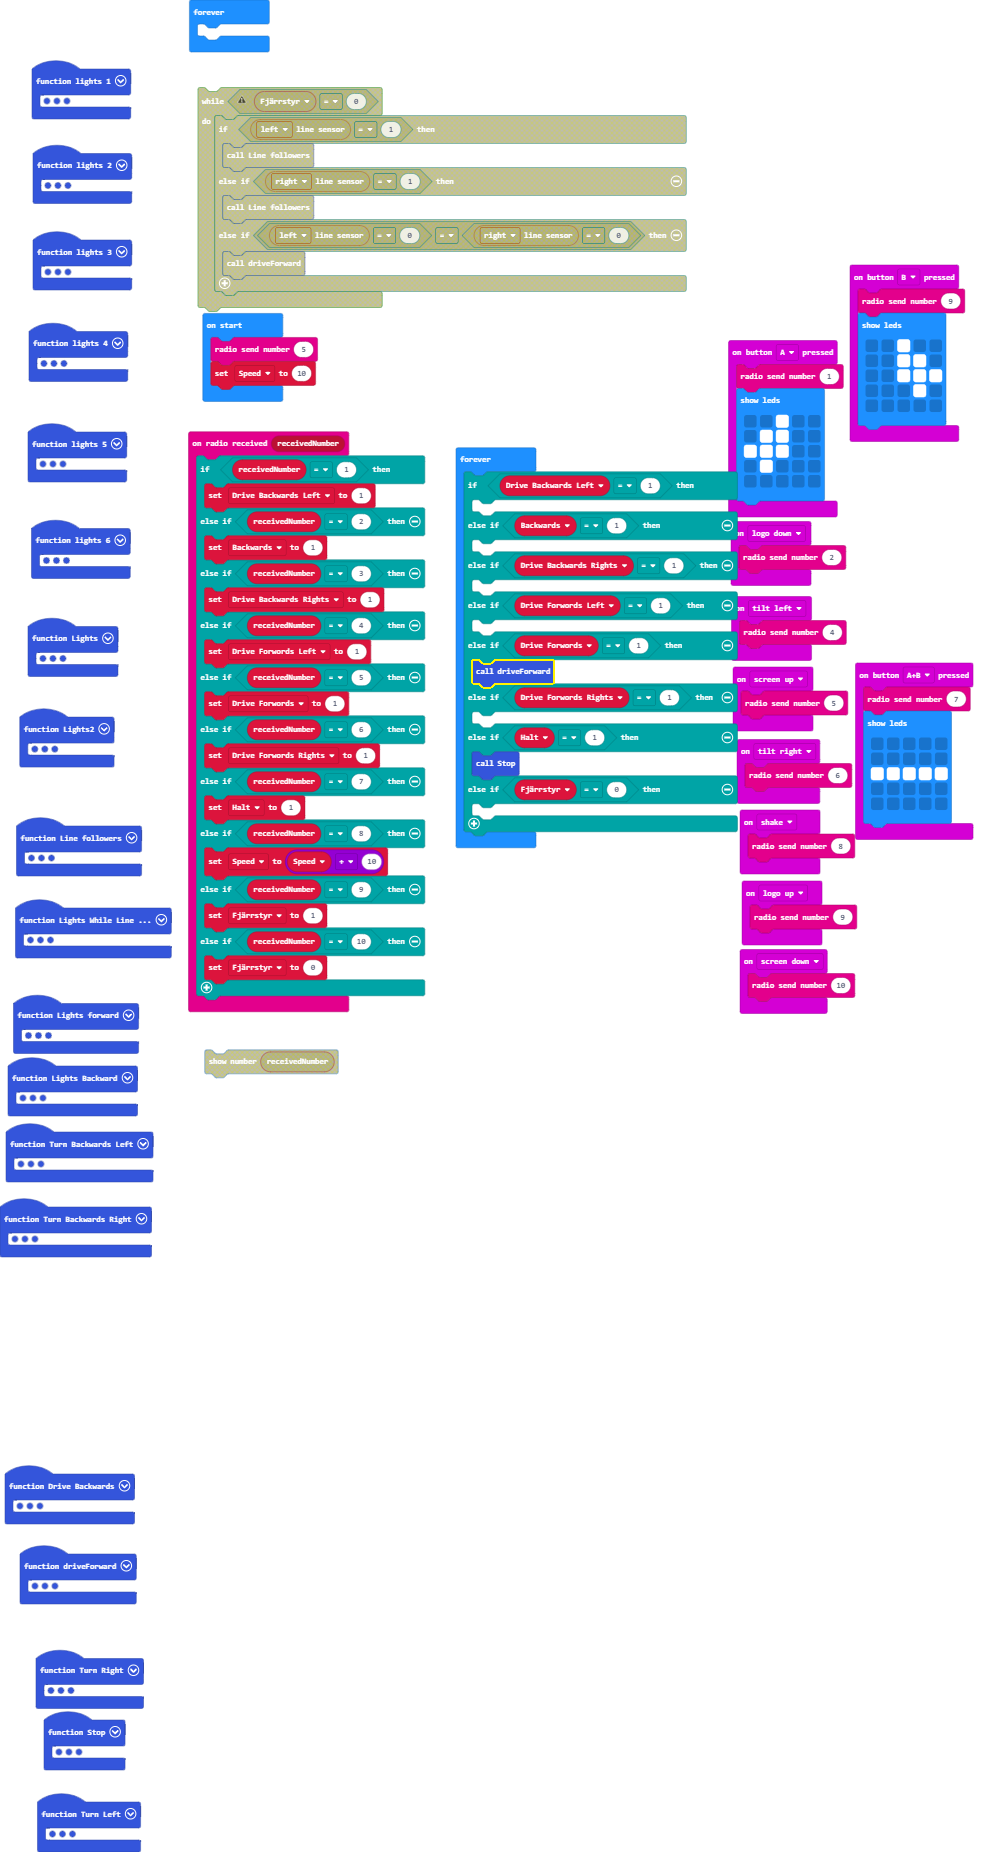 forever
function lights 1
function lights 2
function lights 3
function lights 4
function lights 5
function lights 6
function Lights
function Lights2
function Line followers
function Lights While Line ...
function Lights forward
function Lights Backward
function Turn Backwards Left
function Turn Backwards Right
function Drive Backwards
function driveForward
function Turn Right
function Stop
function Turn Left
while Fjärrstyr = 0
do
if left line sensor = 1 then
call Line followers
else if right line sensor = 1 then
call Line followers
else if left line sensor = 0 = right line sensor = 0 then
call driveForward
on start
radio send number 5
set Speed to 10
on radio received receivedNumber
if receivedNumber = 1 then
set Drive Backwards Left to 1
else if receivedNumber = 2 then
set Backwards to 1
else if receivedNumber = 3 then
set Drive Backwards Rights to 1
else if receivedNumber = 4 then
set Drive Forwords Left to 1
else if receivedNumber = 5 then
set Drive Forwords to 1
else if receivedNumber = 6 then
set Drive Forwords Rights to 1
else if receivedNumber = 7 then
set Halt to 1
else if receivedNumber = 8 then
set Speed to Speed ÷ 10
else if receivedNumber = 9 then
set Fjärrstyr to 1
else if receivedNumber = 10 then
set Fjärrstyr to 0
show number receivedNumber
forever
if Drive Backwards Left = 1 then
else if Backwards = 1 then
else if Drive Backwards Rights = 1 then
else if Drive Forwords Left = 1 then
else if Drive Forwords = 1 then
call driveForward
else if Drive Forwords Rights = 1 then
else if Halt = 1 then
call Stop
else if Fjärrstyr = 0 then
on button B pressed
radio send number 9
show leds
on button A pressed
radio send number 1
show leds
on logo down
radio send number 2
tilt left
radio send number 4
on screen up
radio send number 5
on tilt right
radio send number 6
on shake
radio send number 8
on logo up
radio send number 9
on screen down
radio send number 10
on button A+B pressed
radio send number 7
show leds